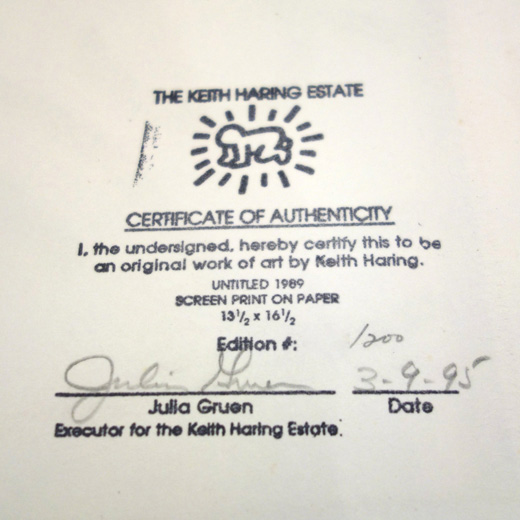 THE KEITH HARING ESTATE
CERTIFICATE OF AUTHENTICITY
I, the undersigned, hereby certify this to be
an original work of art by Keith Haring.
UNTITLED 1989
SCREEN PRINT ON PAPER
13½ x 16½
Edition #: /200
Julia Gruen 3-9-95
Julia Gruen Date
Executor for the Keith Haring Estate.